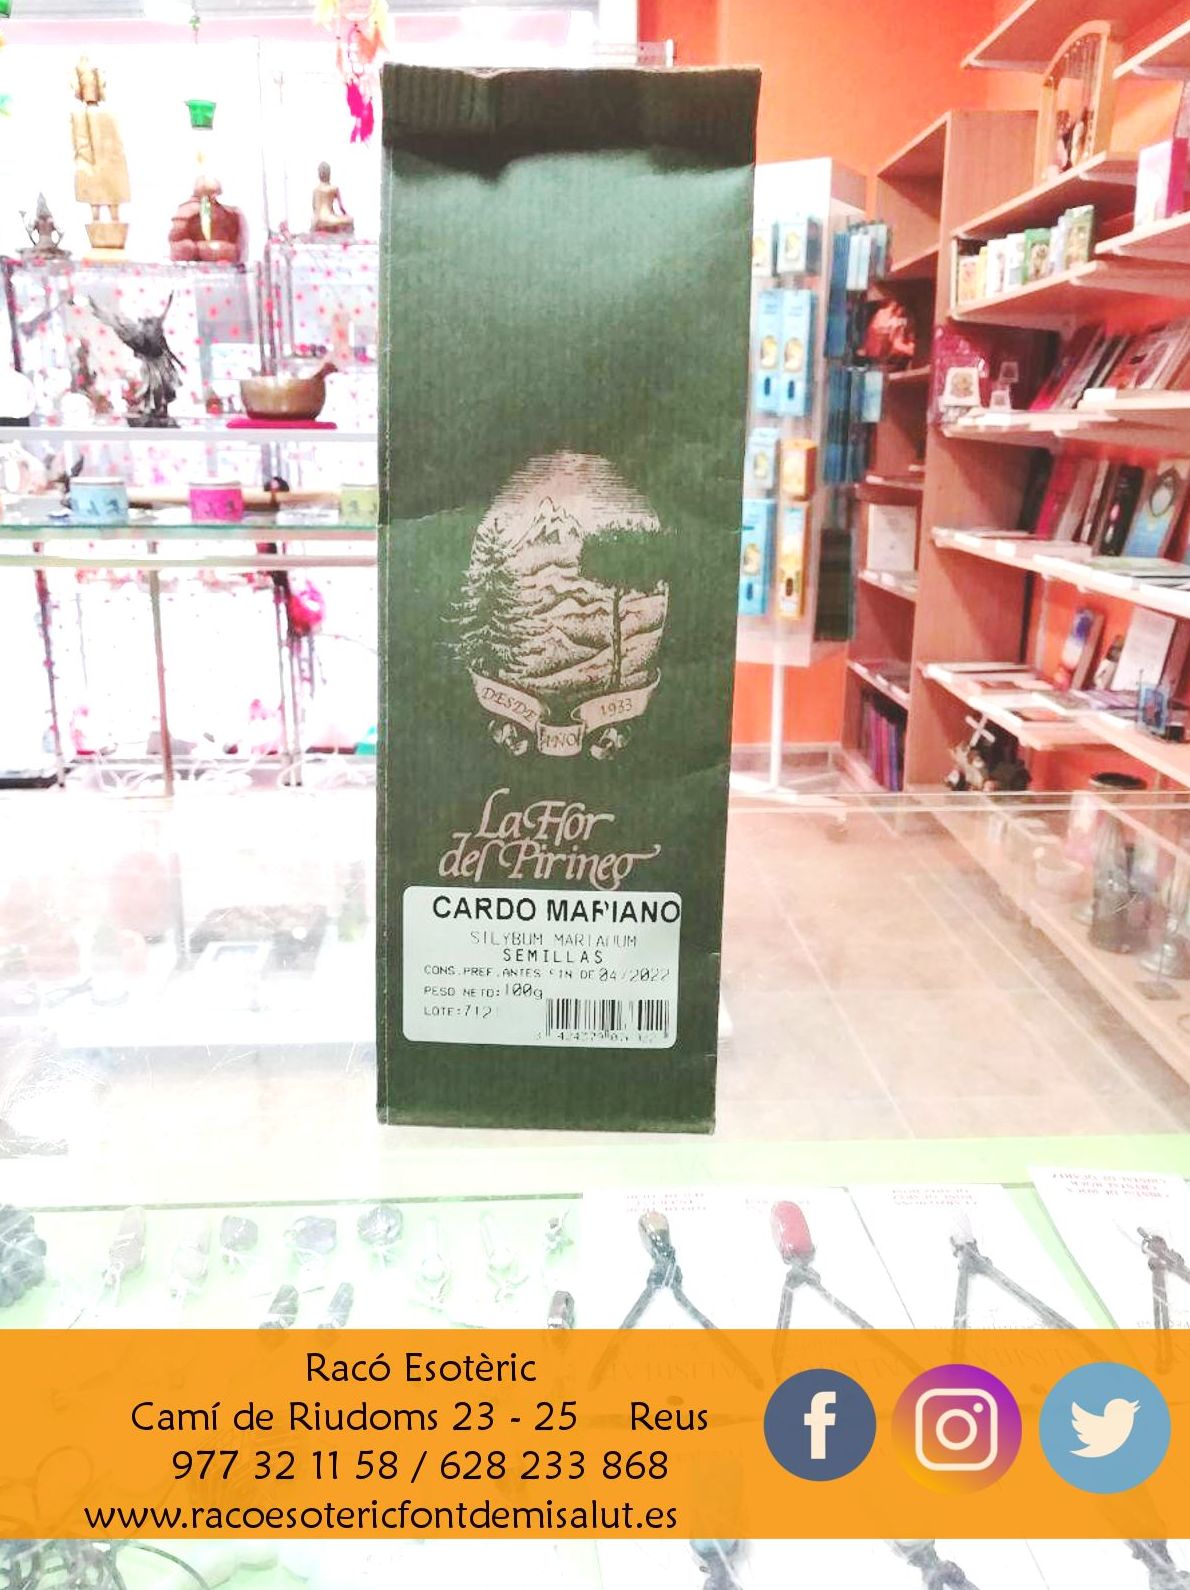 DESDE
AÑO
1933
La Flor
del Pirineo
CARDO MARIANO
SILYBUM MARIANUM
SEMILLAS
CONS.PREF.ANTES FIN DE 04/2022
PESO NETO: 100g
LOTE:712
Racó Esotèric
Camí de Riudoms 23 - 25 Reus
977 32 11 58 / 628 233 868
www.racoesotericfontdemisalut.es